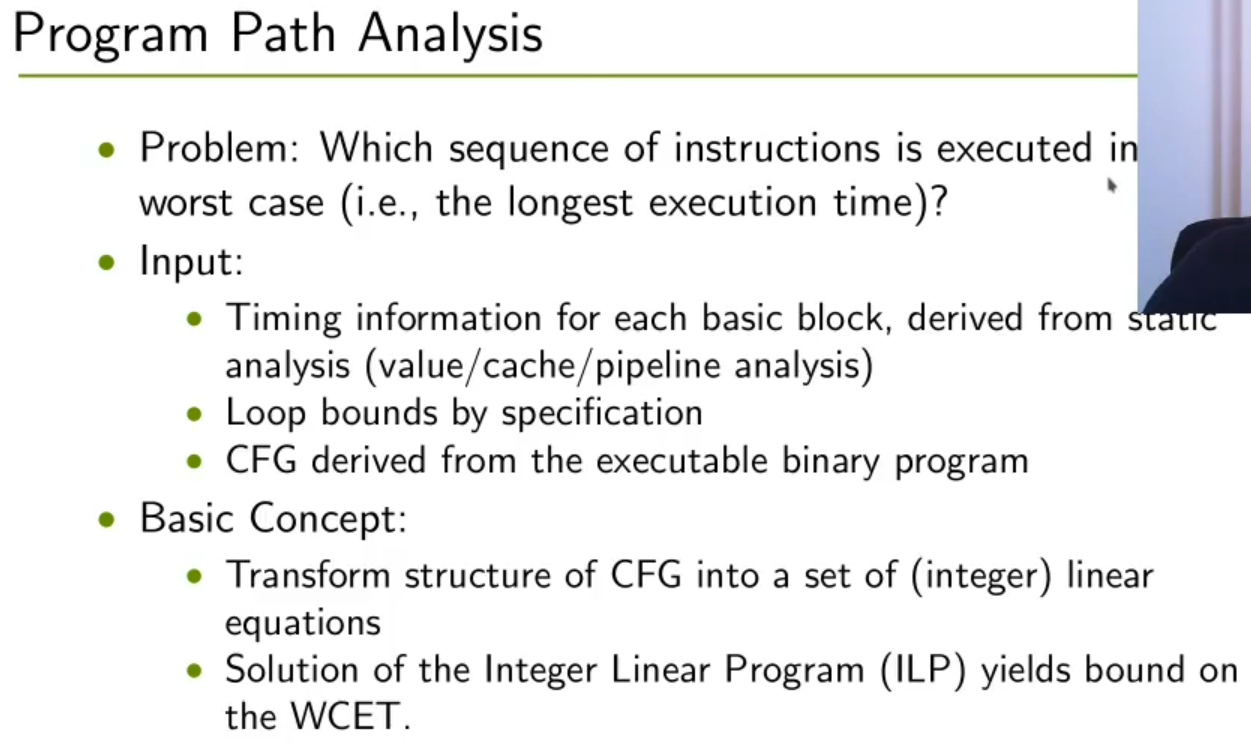 Program Path Analysis
Problem: Which sequence of instructions is executed in
worst case (i.e., the longest execution time)?
Input:
Timing information for each basic block, derived from static
analysis (value/cache/pipeline analysis)
Loop bounds by specification
CFG derived from the executable binary program
Basic Concept:
Transform structure of CFG into a set of (integer) linear
equations
Solution of the Integer Linear Program (ILP) yields bound on
the WCET.